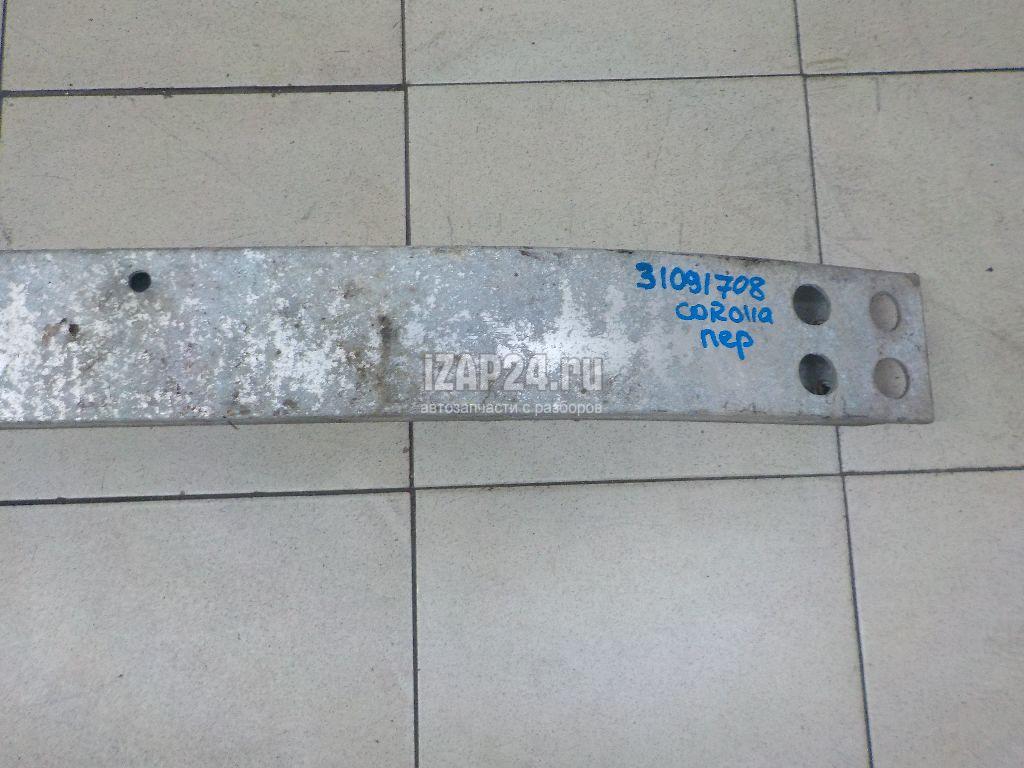 31091708
COROlla
пер
IZAP24.ru
автозапчасти с разборов